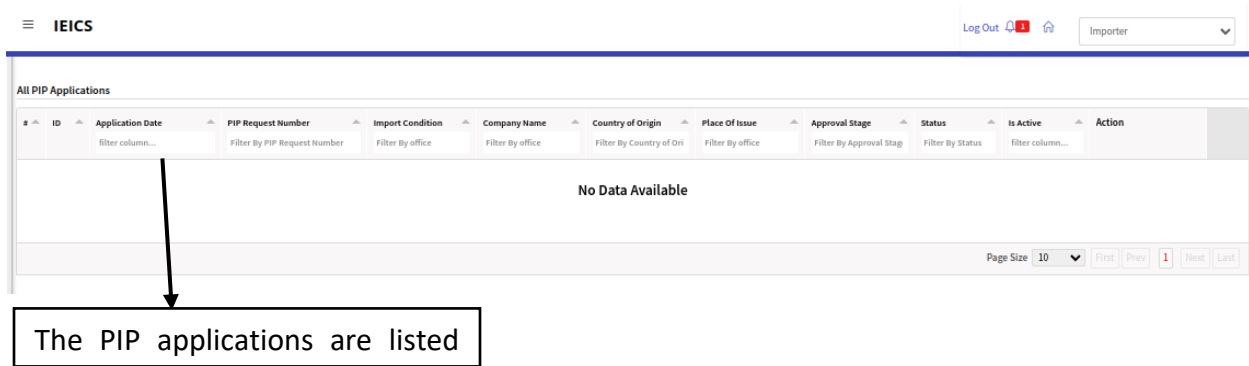 IEICS Log Out 1 Importer
All PIP Applications
# ID Application Date PIP Request Number Import Condition Company Name Country of Origin Place Of Issue Approval Stage Status Is Active Action
filter column... Filter By PIP Request Number Filter By office Filter By office Filter By Country of Ori Filter By office Filter By Approval Stag Filter By Status filter column...
No Data Available
Page Size 10 First Prev 1 Next Last
The PIP applications are listed